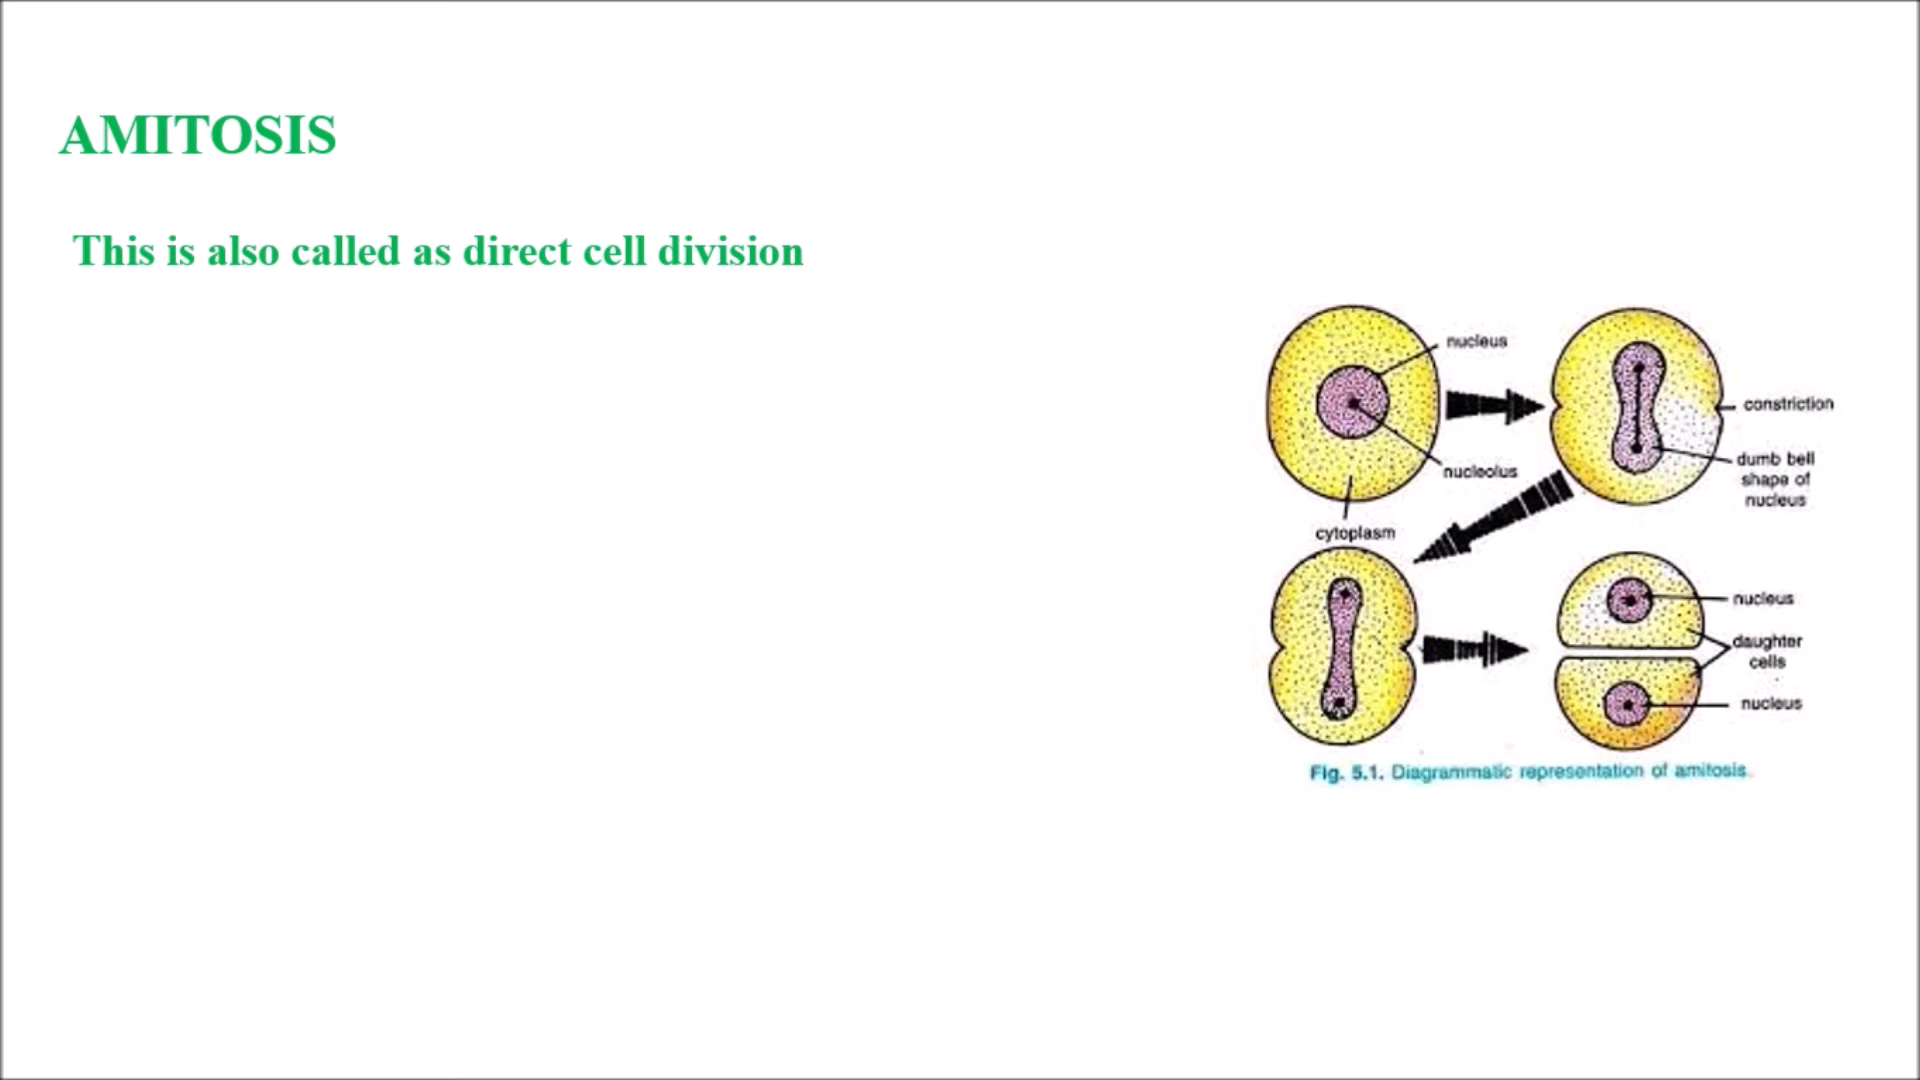 AMITOSIS
This is also called as direct cell division
nucleus
nucleolus
cytoplasm
constriction
dumb bell
shape of
nucleus
nucleus
daughter
cells
nucleus
Fig. 5.1. Diagrammatic representation of amitosis.